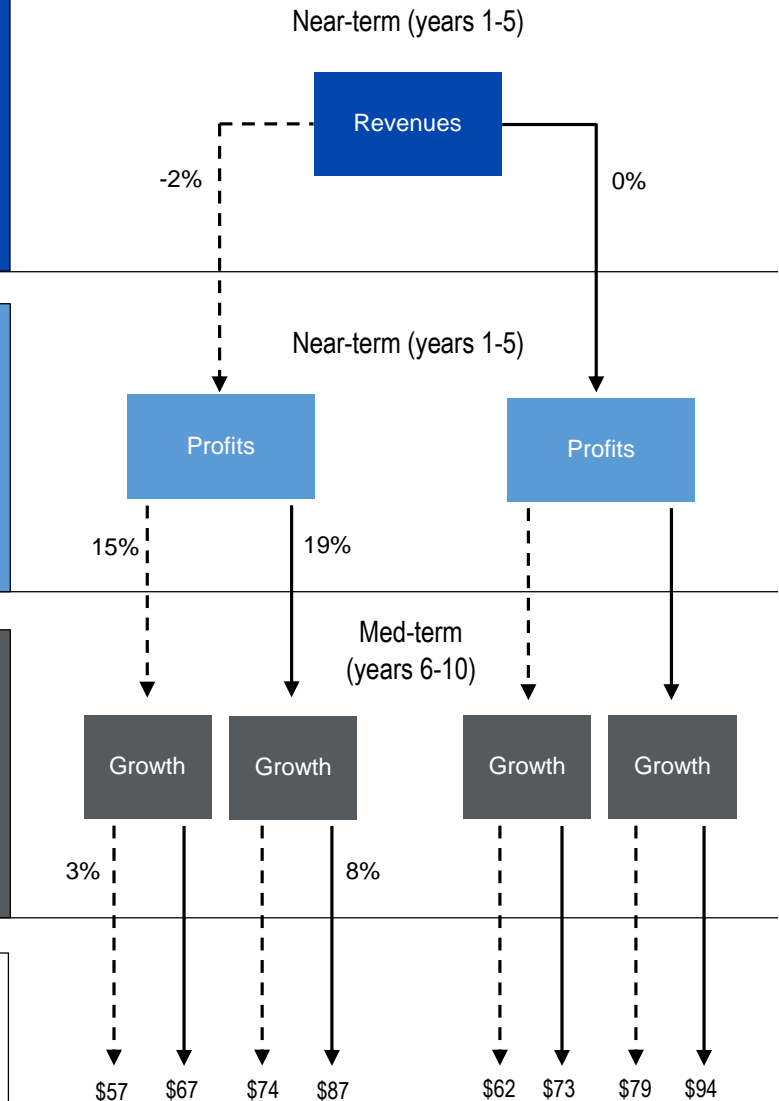 Near-term (years 1-5)
Revenues
-2%
0%
Near-term (years 1-5)
Profits
Profits
15%
19%
Med-term
(years 6-10)
Growth
Growth
Growth
Growth
3%
8%
$57
$67
$74
$87
$62
$73
$79
$94